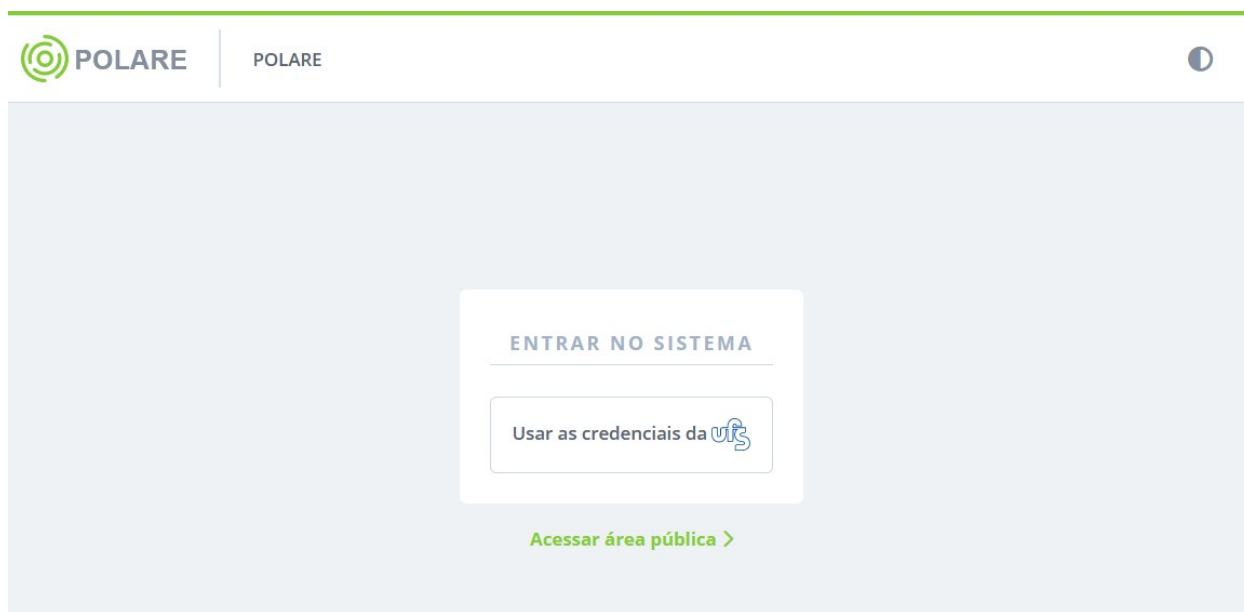 POLARE
POLARE
ENTRAR NO SISTEMA
Usar as credenciais da ufs
Acessar área pública